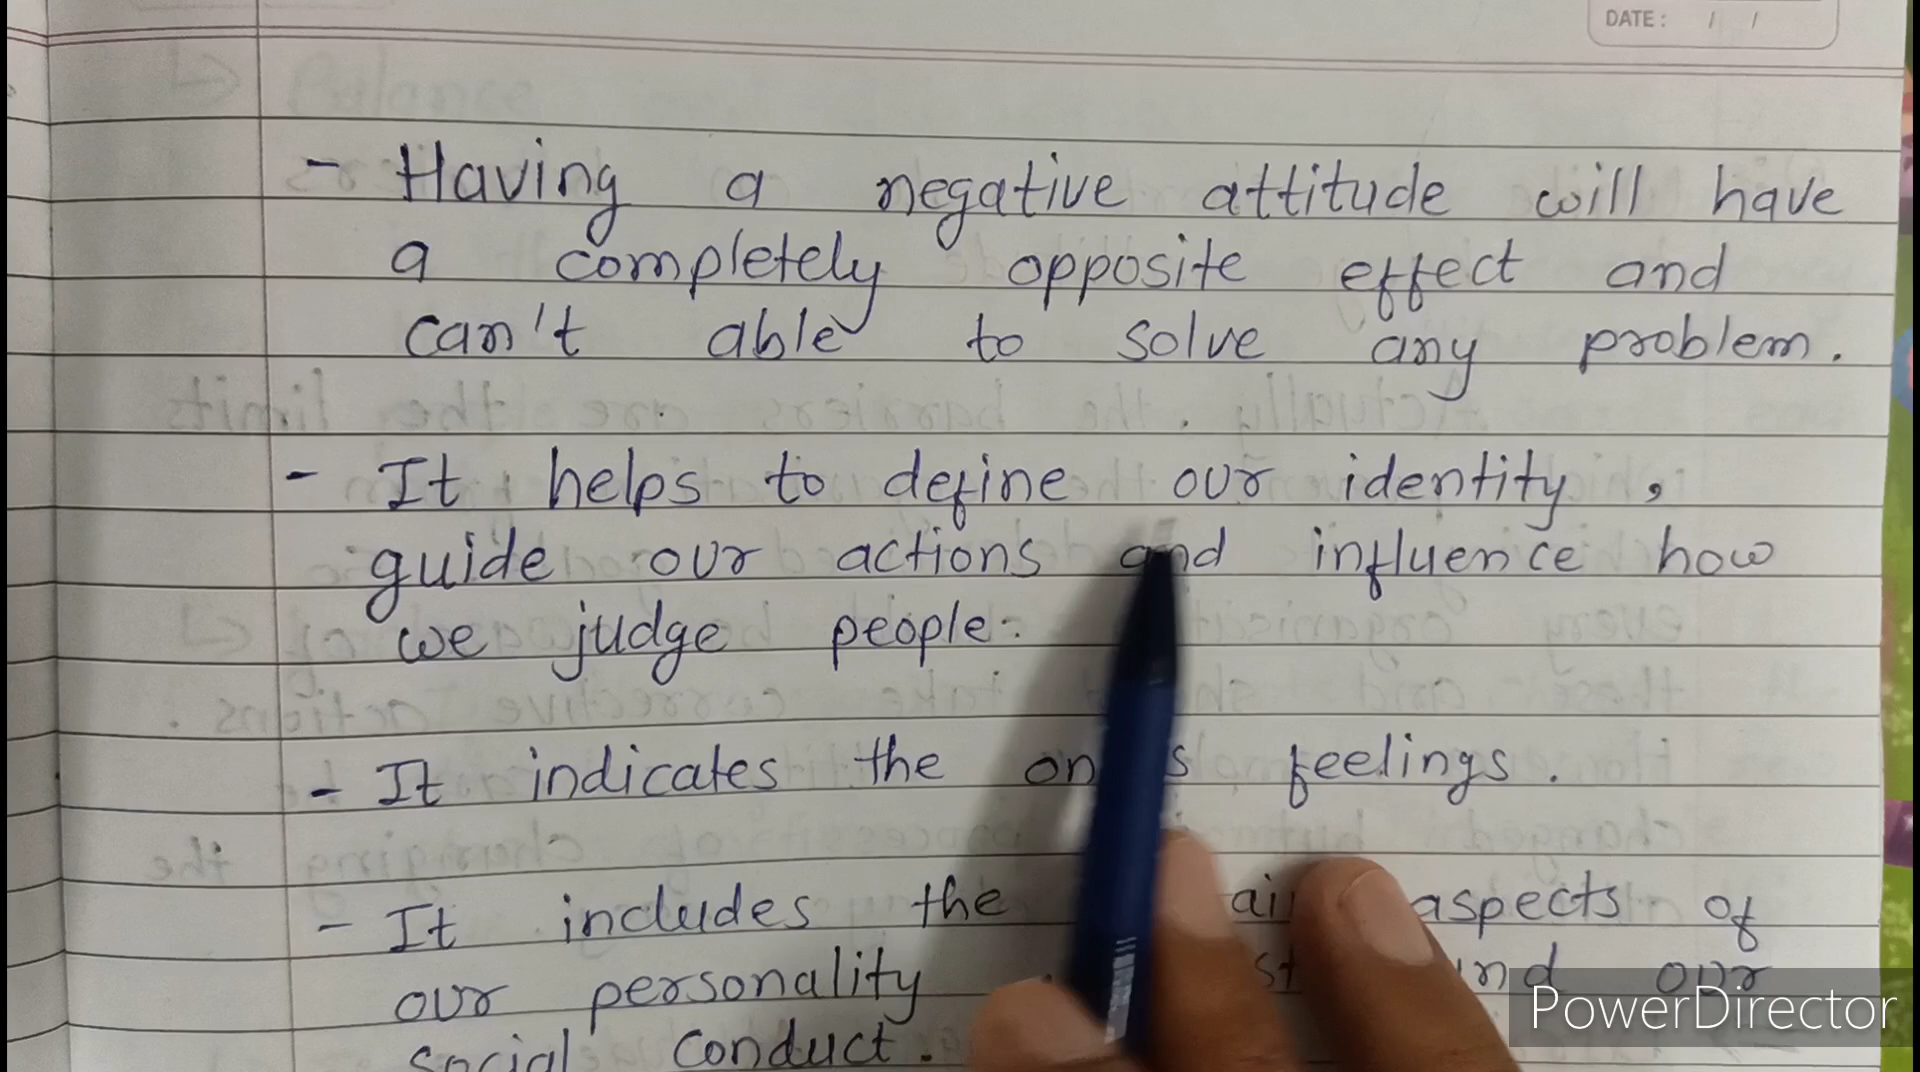 DATE: / /
- Having a negative attitude will have
a completely opposite effect and
can't able to solve any problem.
- It helps to define our identity,
guide our actions and influence how
we judge people.
- It indicates the feelings.
- It includes the aspects of
our personality our
social conduct.
PowerDirector